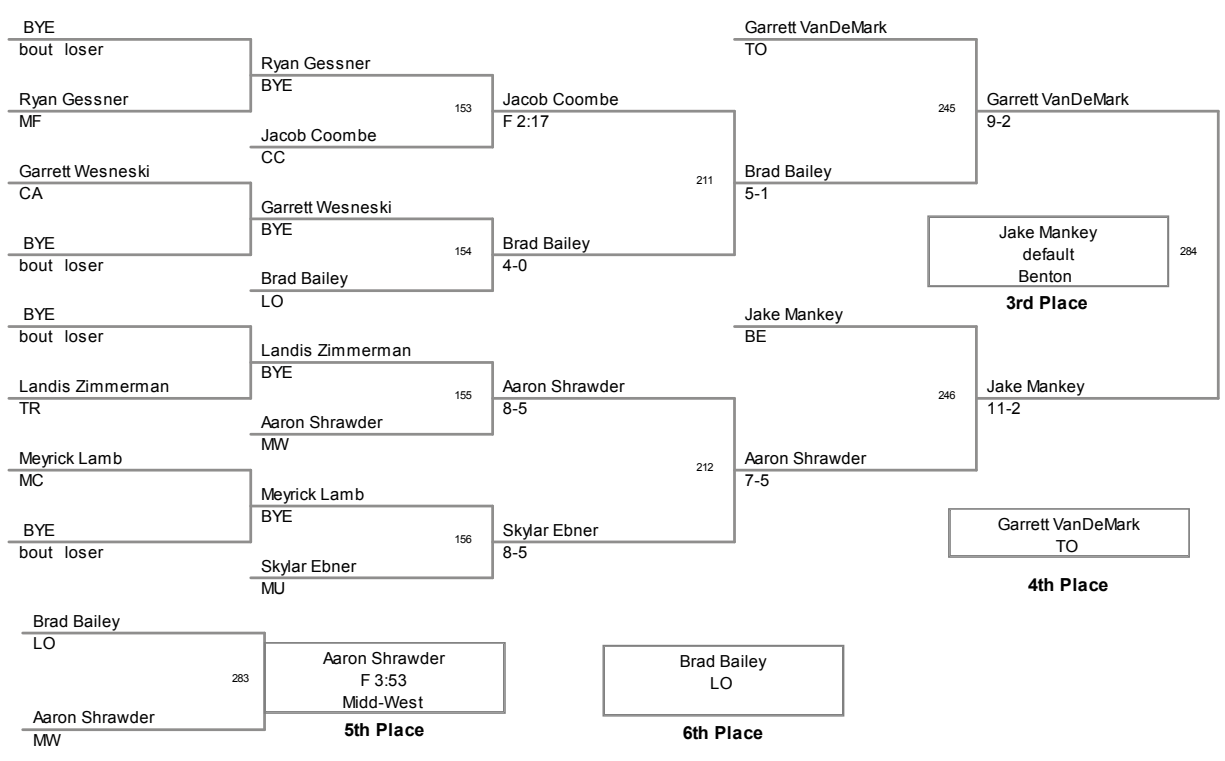 BYE
bout loser
Ryan Gessner
MF
Garrett Wesneski
CA
BYE
bout loser
BYE
bout loser
Landis Zimmerman
TR
Meyrick Lamb
MC
BYE
bout loser
Ryan Gessner
BYE
153
Jacob Coombe
CC
Garrett Wesneski
BYE
154
Brad Bailey
LO
Landis Zimmerman
BYE
155
Aaron Shrawder
MW
Meyrick Lamb
BYE
156
Skylar Ebner
MU
Jacob Coombe
F 2:17
211
Brad Bailey
4-0
Aaron Shrawder
8-5
212
Skylar Ebner
8-5
Garrett VanDeMark
TO
245
Brad Bailey
5-1
Jake Mankey
BE
246
Aaron Shrawder
7-5
Garrett VanDeMark
9-2
Jake Mankey
default
Benton
284
3rd Place
Jake Mankey
11-2
Garrett VanDeMark
TO
4th Place
Brad Bailey
LO
283
Aaron Shrawder
MW
Aaron Shrawder
F 3:53
Midd-West
5th Place
Brad Bailey
LO
6th Place